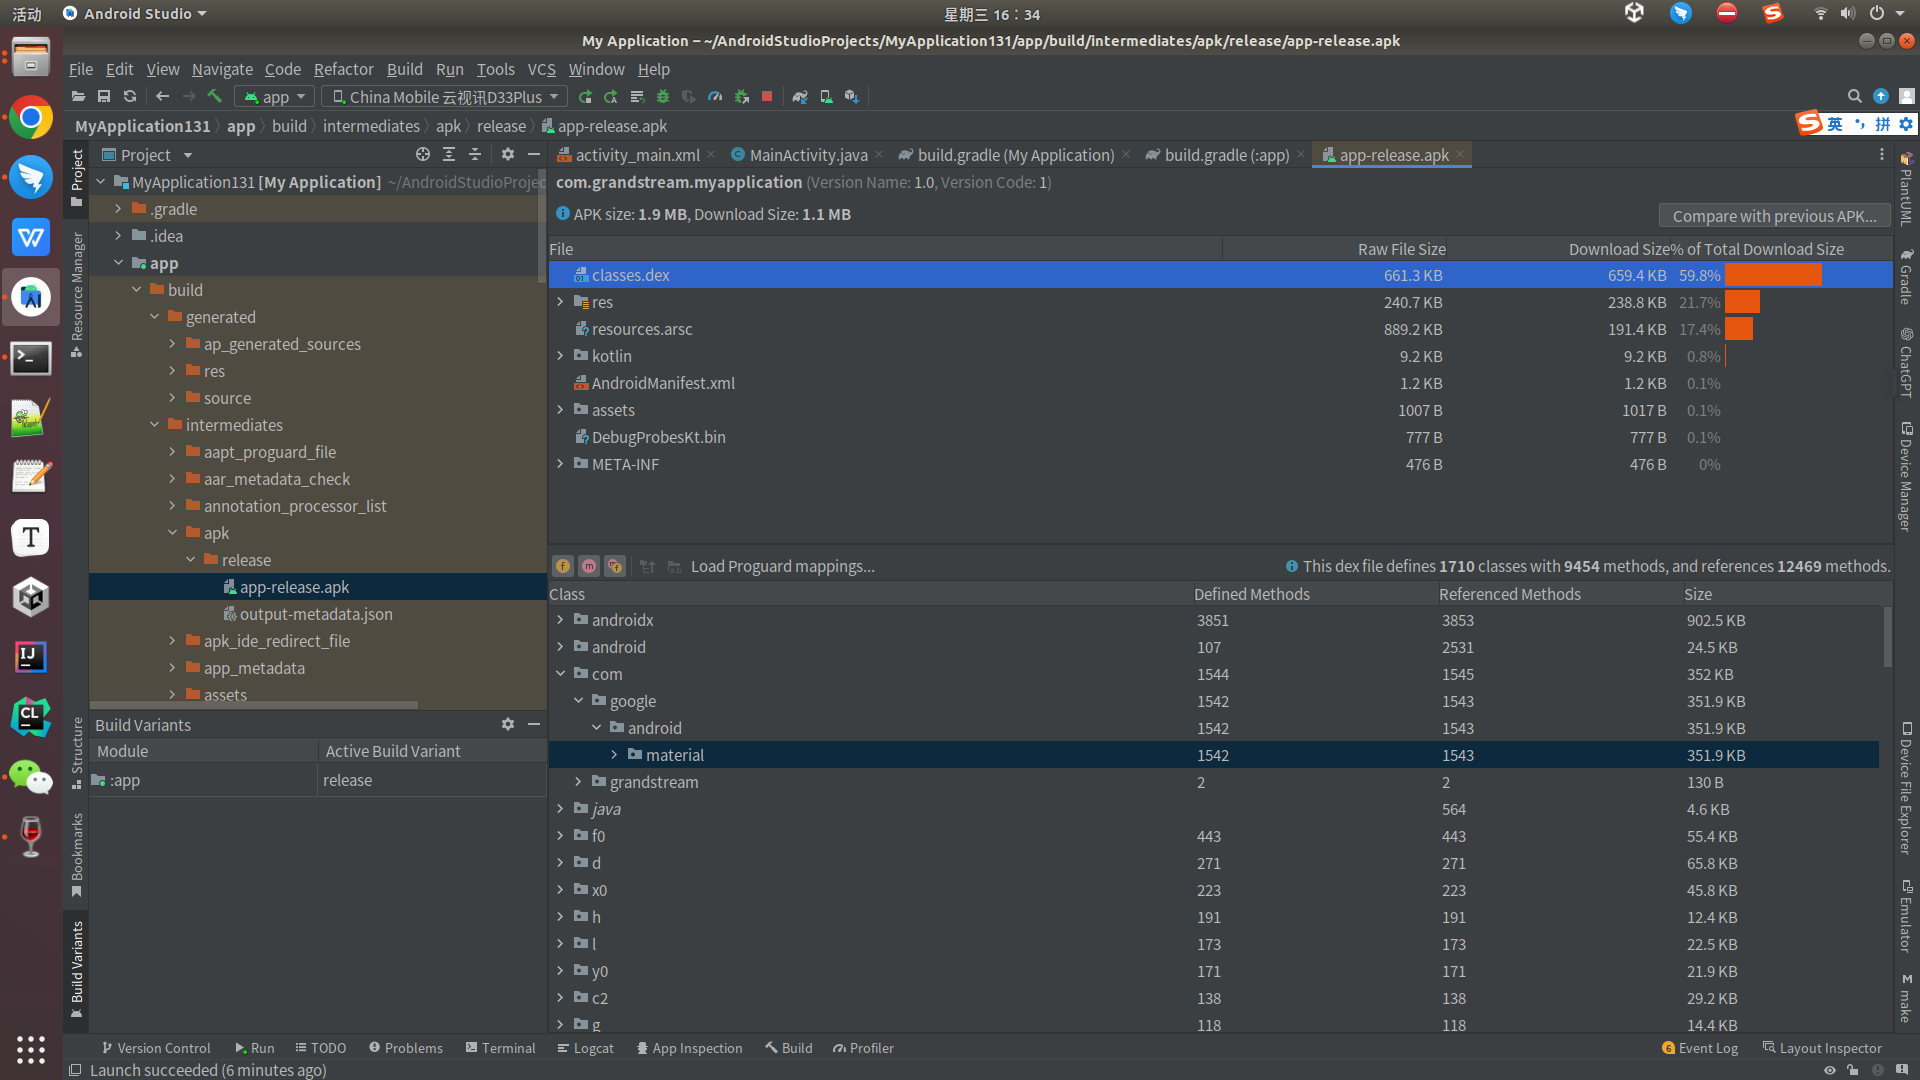 活动
Android Studio
星期三 16：34
My Application – ~/AndroidStudioProjects/MyApplication131/app/build/intermediates/apk/release/app-release.apk
File Edit View Navigate Code Refactor Build Run Tools VCS Window Help
app
China Mobile 云视讯D33Plus
MyApplication131 app build intermediates apk release app-release.apk
英 拼
Project
activity_main.xml MainActivity.java build.gradle (My Application) build.gradle (:app) app-release.apk
MyApplication131 [My Application] ~/AndroidStudioProjec
.gradle
.idea
app
build
generated
ap_generated_sources
res
source
intermediates
aapt_proguard_file
aar_metadata_check
annotation_processor_list
apk
release
app-release.apk
output-metadata.json
apk_ide_redirect_file
app_metadata
assets
Build Variants
Module Active Build Variant
:app release
com.grandstream.myapplication (Version Name: 1.0, Version Code: 1)
APK size: 1.9 MB, Download Size: 1.1 MB
Compare with previous APK...
File Raw File Size Download Size % of Total Download Size
classes.dex 661.3 KB 659.4 KB 59.8%
res 240.7 KB 238.8 KB 21.7%
resources.arsc 889.2 KB 191.4 KB 17.4%
kotlin 9.2 KB 9.2 KB 0.8%
AndroidManifest.xml 1.2 KB 1.2 KB 0.1%
assets 1007 B 1017 B 0.1%
DebugProbesKt.bin 777 B 777 B 0.1%
META-INF 476 B 476 B 0%
Load Proguard mappings...
This dex file defines 1710 classes with 9454 methods, and references 12469 methods.
Class Defined Methods Referenced Methods Size
androidx 3851 3853 902.5 KB
android 107 2531 24.5 KB
com 1544 1545 352 KB
google 1542 1543 351.9 KB
android 1542 1543 351.9 KB
material 1542 1543 351.9 KB
grandstream 2 2 130 B
java 564 4.6 KB
f0 443 443 55.4 KB
d 271 271 65.8 KB
x0 223 223 45.8 KB
h 191 191 12.4 KB
l 173 173 22.5 KB
y0 171 171 21.9 KB
c2 138 138 29.2 KB
g 118 118 14.4 KB
Project
Resource Manager
Structure
Bookmarks
Build Variants
PlantUML
Gradle
ChatGPT
Device Manager
Device File Explorer
Emulator
make
Version Control Run TODO Problems Terminal Logcat App Inspection Build Profiler
6 Event Log Layout Inspector
Launch succeeded (6 minutes ago)